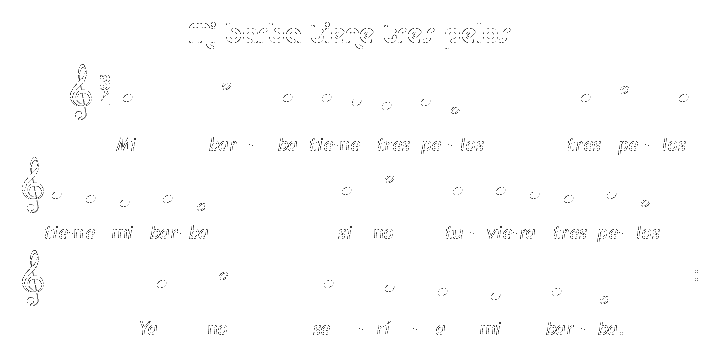 Mi barba tiene tres pelos
Mi bar - ba tie-ne tres pe - los tres pe - los
tie-ne mi bar- ba si no tu - vie-ra tres pe- los
Ya no se - rí - a mi bar - ba.